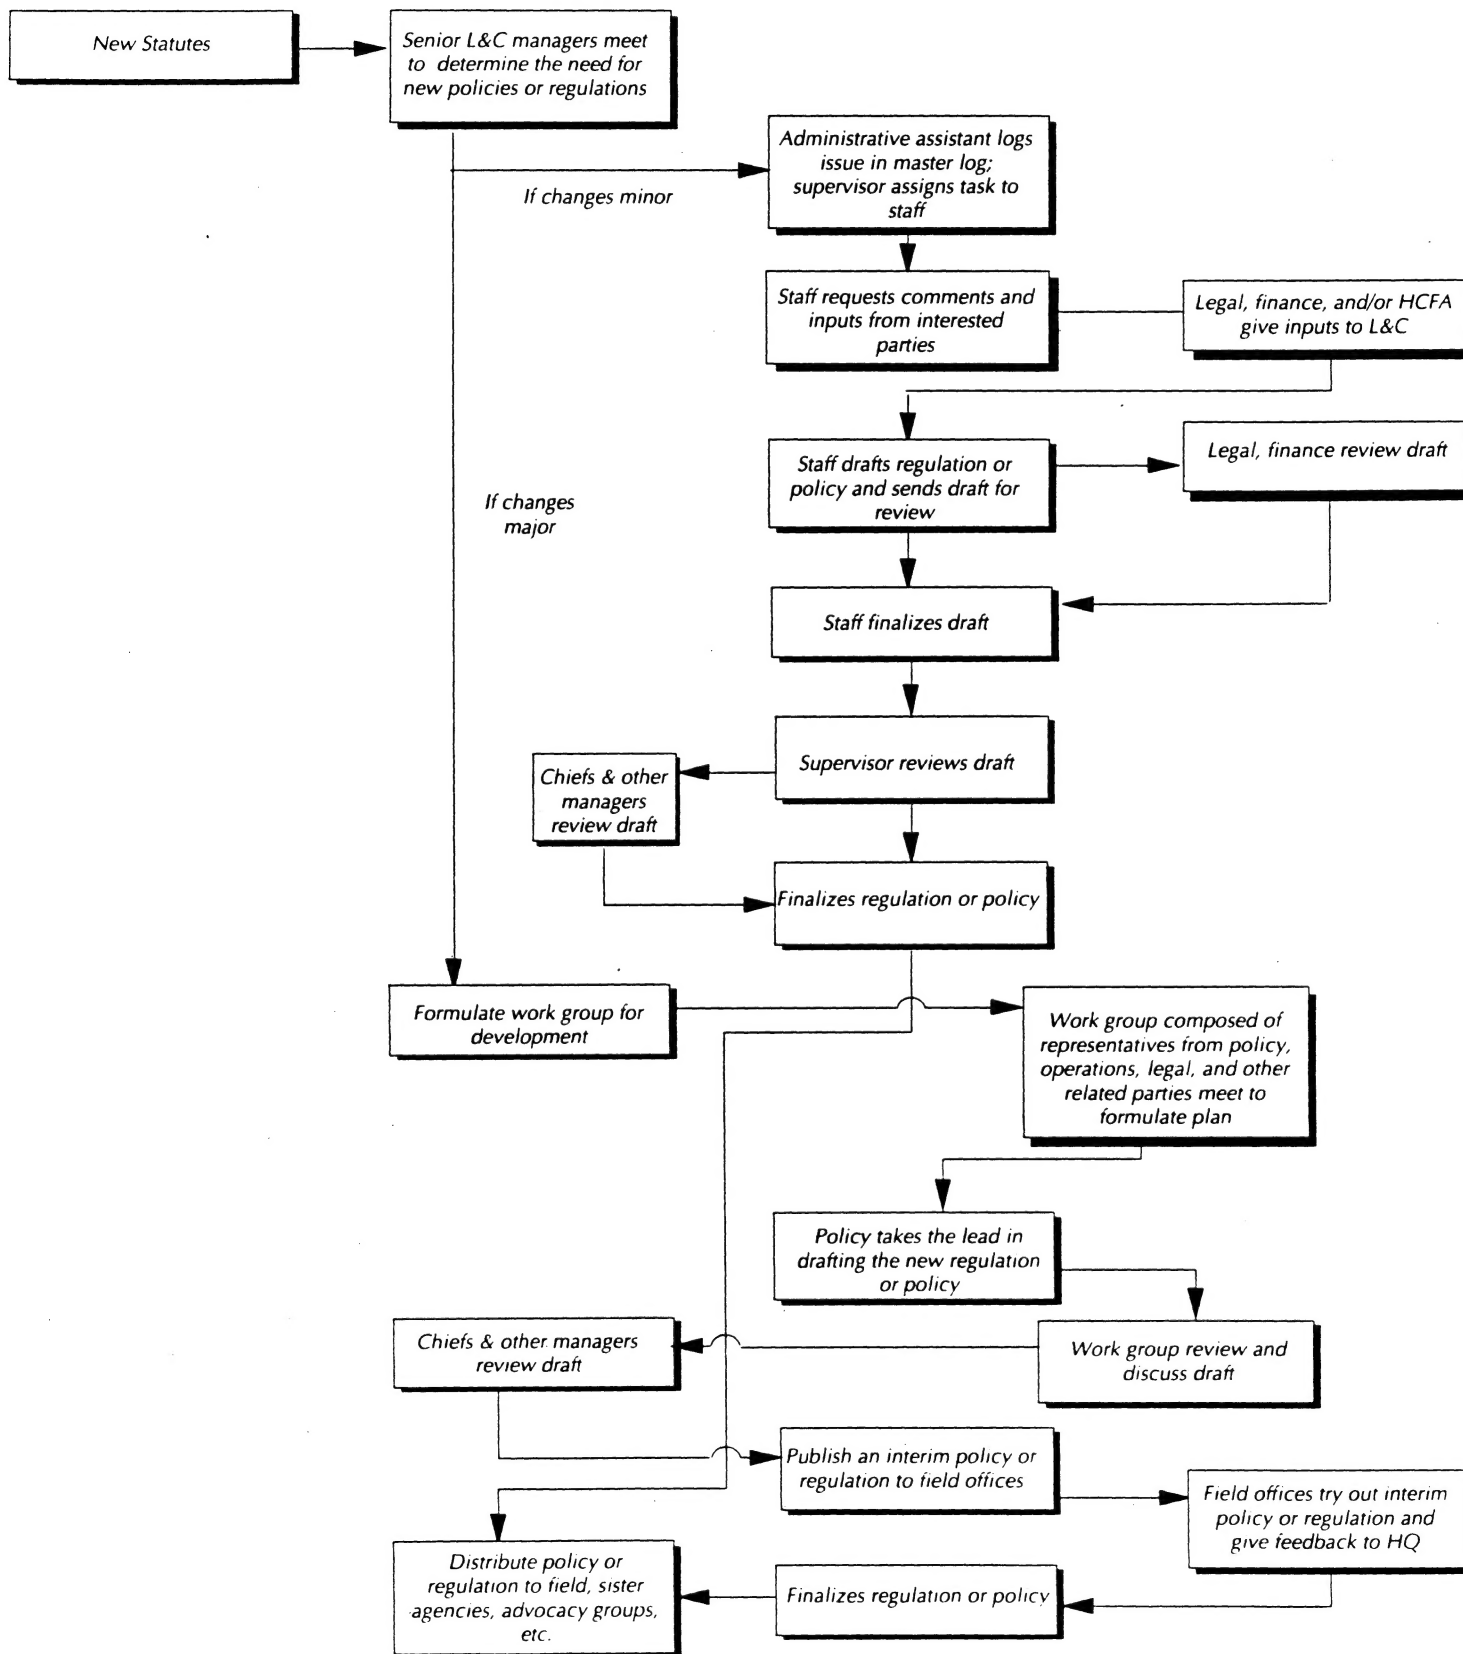 New Statutes
Senior L&C managers meet
to determine the need for
new policies or regulations
Administrative assistant logs
issue in master log;
supervisor assigns task to
staff
If changes minor
Staff requests comments and
inputs from interested
parties
Legal, finance, and/or HCFA
give inputs to L&C
Staff drafts regulation or
policy and sends draft for
review
Legal, finance review draft
If changes
major
Staff finalizes draft
Supervisor reviews draft
Chiefs & other
managers
review draft
Finalizes regulation or policy
Formulate work group for
development
Work group composed of
representatives from policy,
operations, legal, and other
related parties meet to
formulate plan
Policy takes the lead in
drafting the new regulation
or policy
Chiefs & other managers
review draft
Work group review and
discuss draft
Publish an interim policy or
regulation to field offices
Field offices try out interim
policy or regulation and
give feedback to HQ
Distribute policy or
regulation to field, sister
agencies, advocacy groups,
etc.
Finalizes regulation or policy